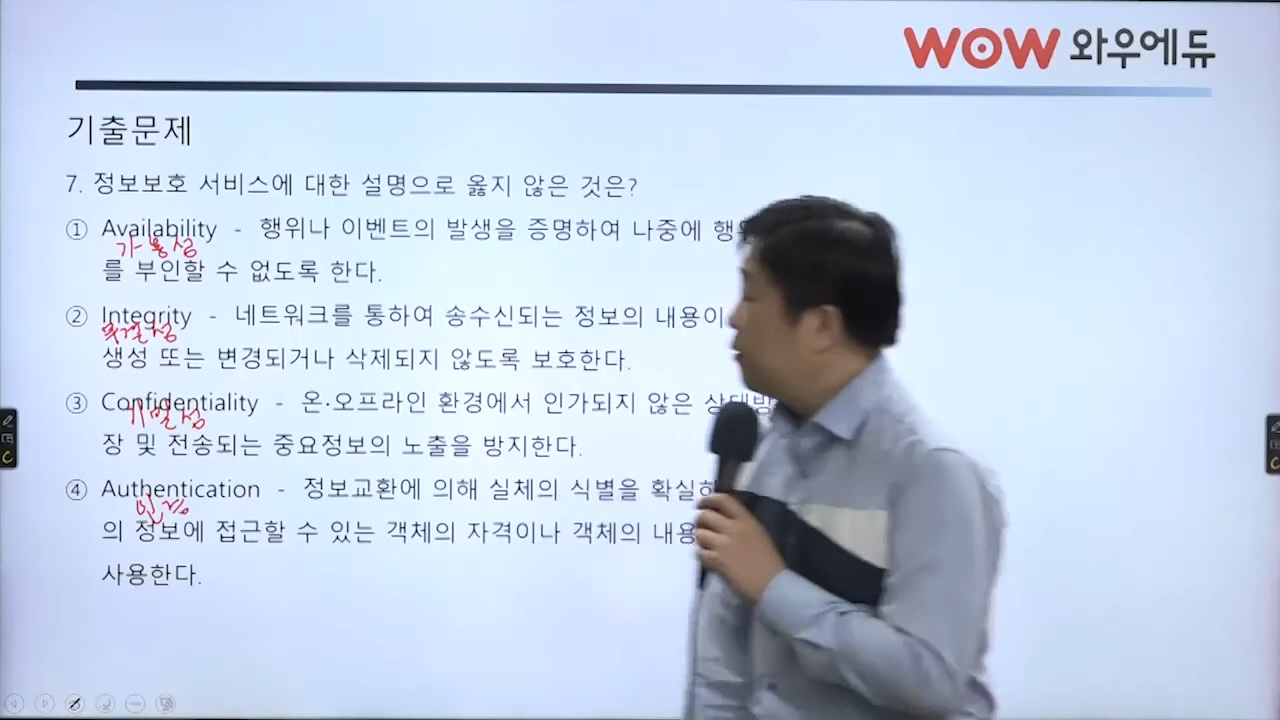 WOW 와우에듀
기출문제
7. 정보보호 서비스에 대한 설명으로 옳지 않은 것은?
① Availability - 행위나 이벤트의 발생을 증명하여 나중에
가용성
를 부인할 수 없도록 한다.
② Integrity - 네트워크를 통하여 송수신되는 정보의 내용이
무결성
생성 또는 변경되거나 삭제되지 않도록 보호한다.
③ Confidentiality - 온·오프라인 환경에서 인가되지 않은
기밀성
장 및 전송되는 중요정보의 노출을 방지한다.
④ Authentication - 정보교환에 의해 실체의 식별을
인증
의 정보에 접근할 수 있는 객체의 자격이나 객체의
사용한다.